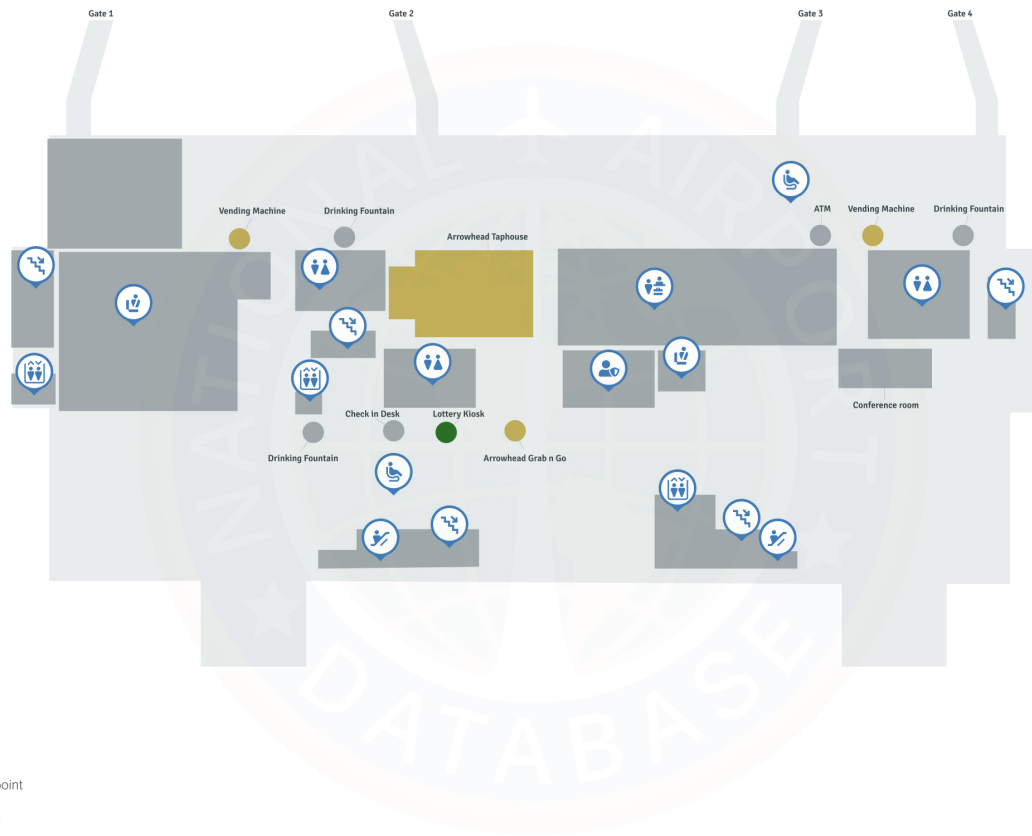 Gate 1
Gate 2
Gate 3
Gate 4
Vending Machine
Drinking Fountain
Arrowhead Taphouse
ATM
Vending Machine
Drinking Fountain
Conference room
Check in Desk
Lottery Kiosk
Drinking Fountain
Arrowhead Grab n Go
NATIONAL AIRPORT
DATABASE
oint